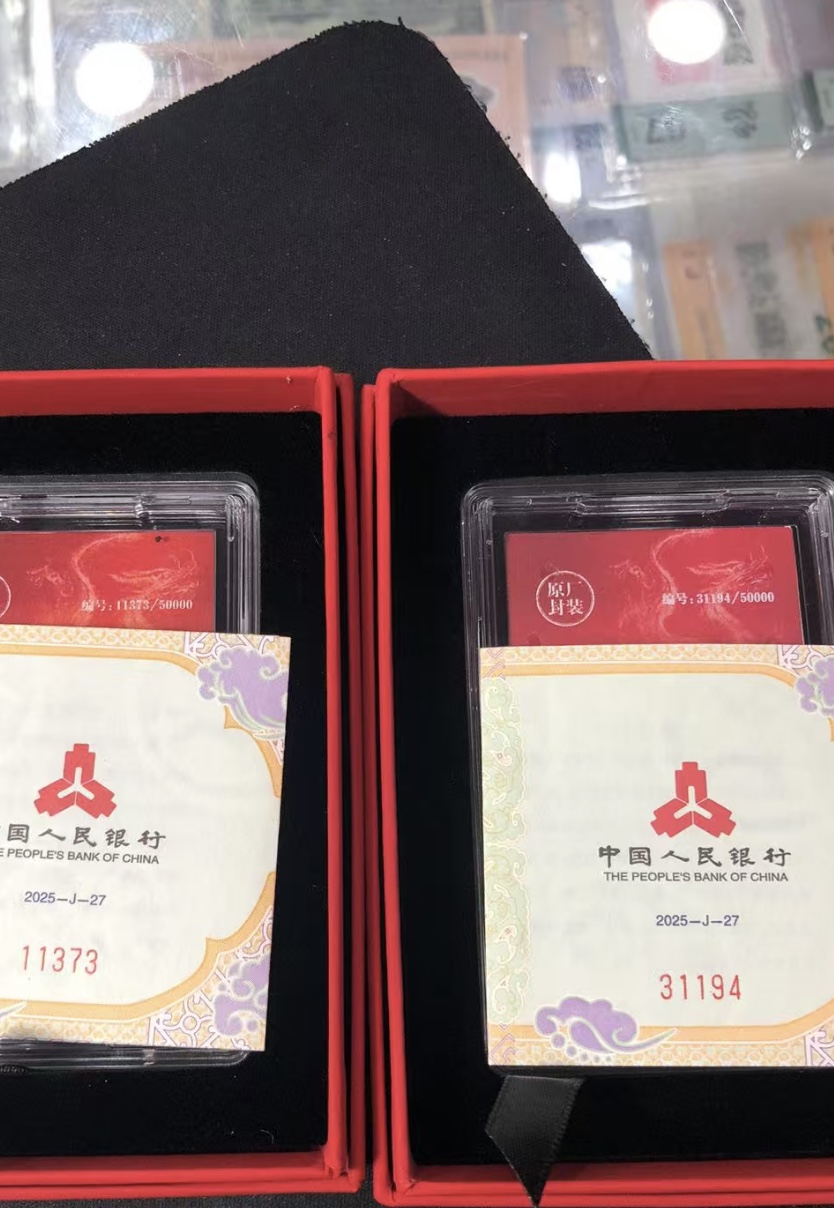 编号:11373/50000
国人民银行
E PEOPLE'S BANK OF CHINA
2025-J-27
11373
原厂
封装
编号:31194/50000
中国人民银行
THE PEOPLE'S BANK OF CHINA
2025-J-27
31194